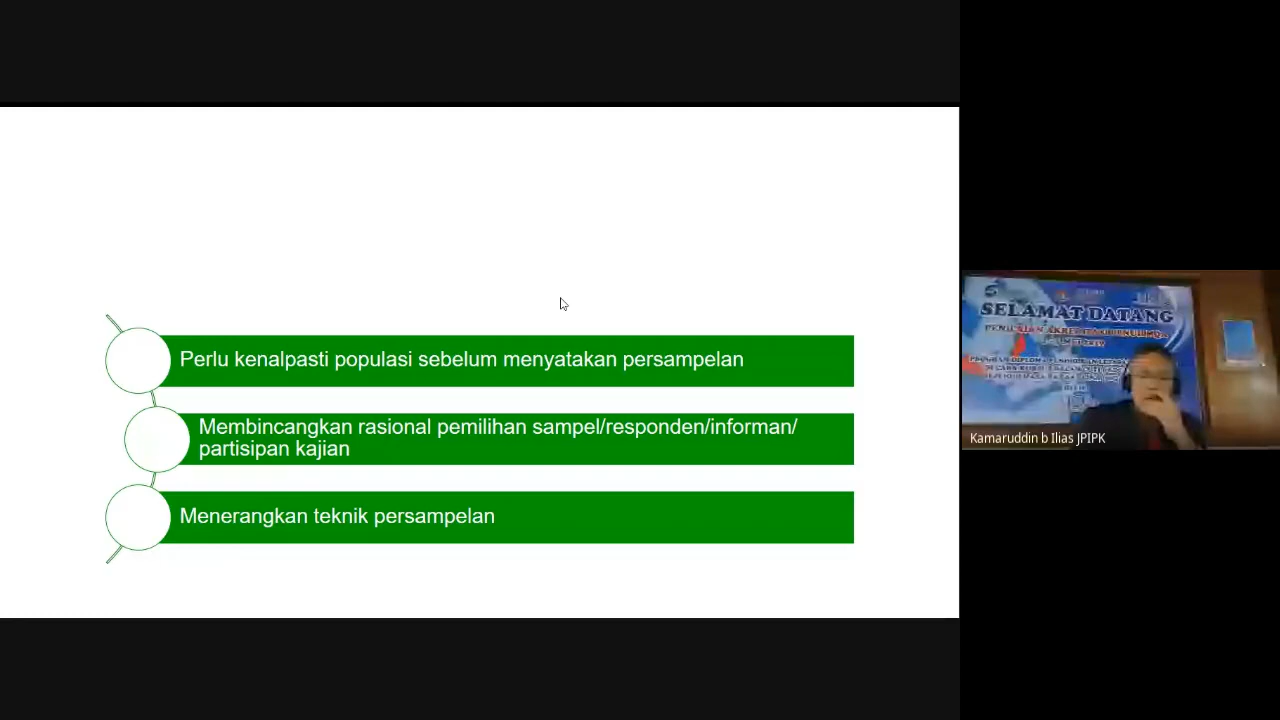 Perlu kenalpasti populasi sebelum menyatakan persampelan
Membincangkan rasional pemilihan sampel/responden/informan/
partisipan kajian
Menerangkan teknik persampelan
SELAMAT DATANG
Kamaruddin b Ilias JPIPK